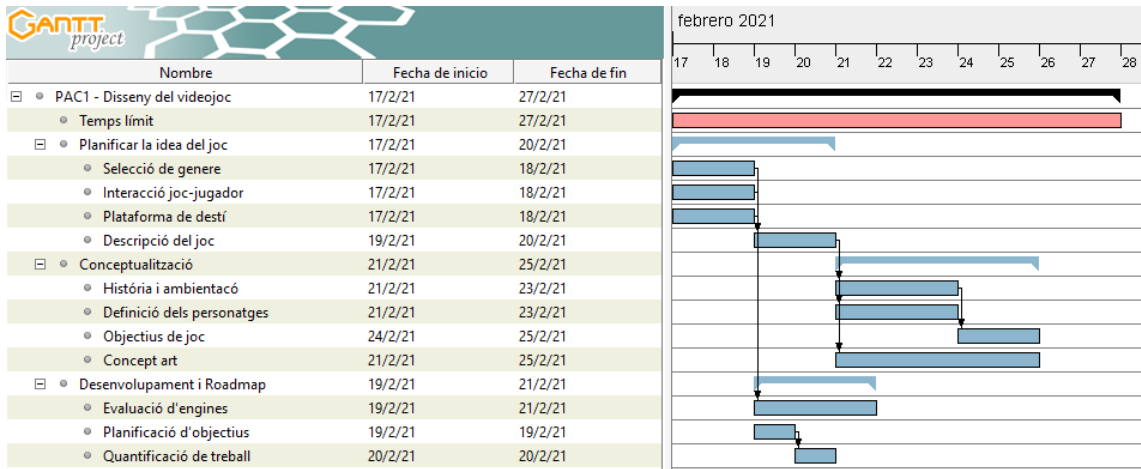 GANTT
project
febrero 2021
17 18 19 20 21 22 23 24 25 26 27 28
Nombre Fecha de inicio Fecha de fin
PAC1 - Disseny del videojoc 17/2/21 27/2/21
Temps límit 17/2/21 27/2/21
Planificar la idea del joc 17/2/21 20/2/21
Selecció de genere 17/2/21 18/2/21
Interacció joc-jugador 17/2/21 18/2/21
Plataforma de destí 17/2/21 18/2/21
Descripció del joc 19/2/21 20/2/21
Conceptualització 21/2/21 25/2/21
História i ambientacó 21/2/21 23/2/21
Definició dels personatges 21/2/21 23/2/21
Objectius de joc 24/2/21 25/2/21
Concept art 21/2/21 25/2/21
Desenvolupament i Roadmap 19/2/21 21/2/21
Evaluació d'engines 19/2/21 21/2/21
Planificació d'objectius 19/2/21 19/2/21
Quantificació de treball 20/2/21 20/2/21